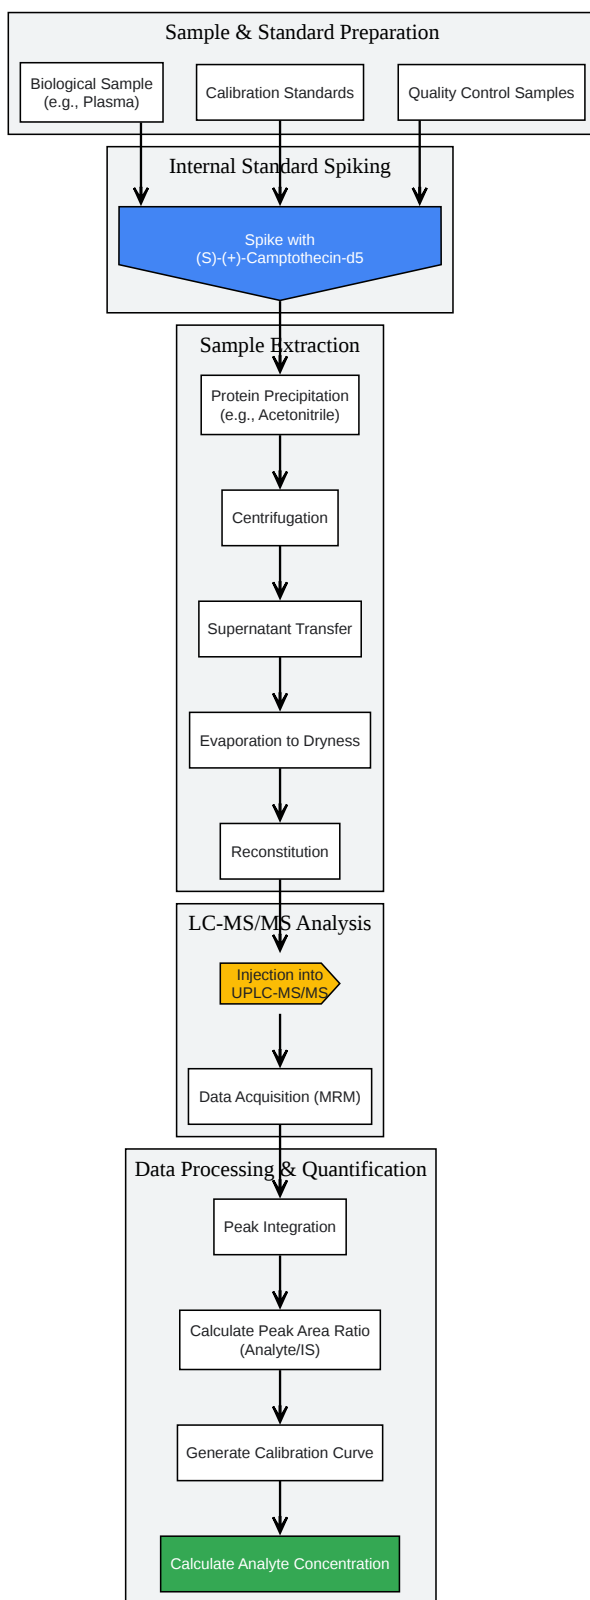 Sample & Standard Preparation
Biological Sample
(e.g., Plasma)
Calibration Standards
Quality Control Samples
Internal Standard Spiking
Spike with
(S)-(+)-Camptothecin-d5
Sample Extraction
Protein Precipitation
(e.g., Acetonitrile)
Centrifugation
Supernatant Transfer
Evaporation to Dryness
Reconstitution
LC-MS/MS Analysis
Injection into
UPLC-MS/MS
Data Acquisition (MRM)
Data Processing & Quantification
Peak Integration
Calculate Peak Area Ratio
(Analyte/IS)
Generate Calibration Curve
Calculate Analyte Concentration